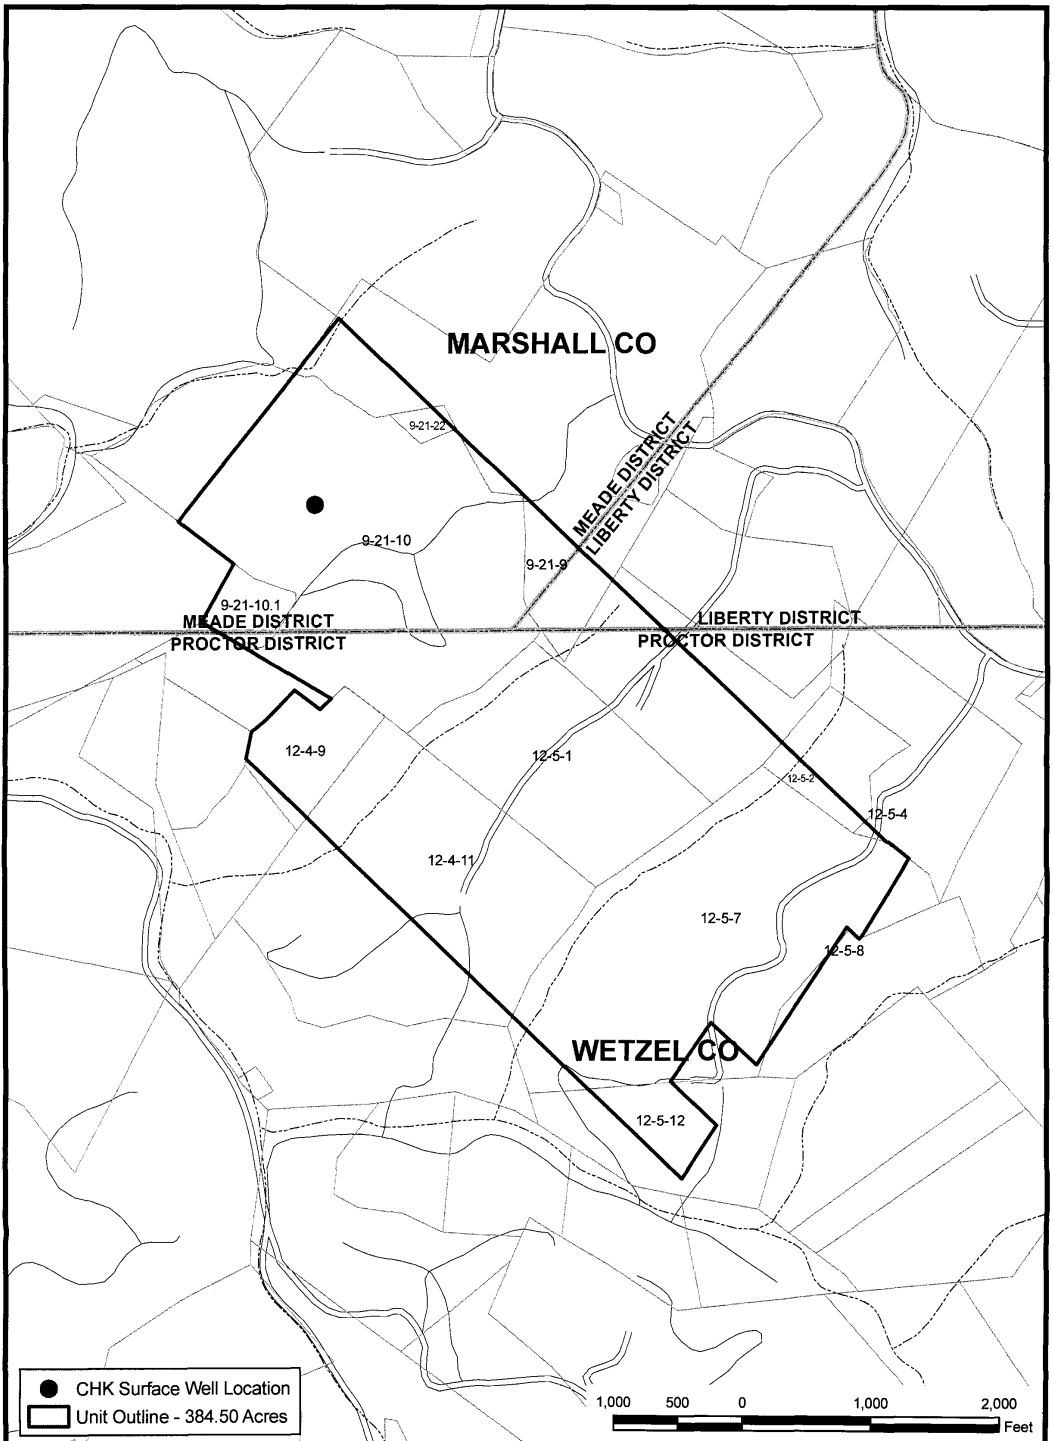 MARSHALL CO
9-21-22
MEADE DISTRICT
LIBERTY DISTRICT
9-21-10
9-21-9
9-21-10.1
MEADE DISTRICT
PROCTOR DISTRICT
LIBERTY DISTRICT
PROCTOR DISTRICT
12-4-9
12-5-1
12-5-2
12-5-4
12-4-11
12-5-7
12-5-8
WETZEL CO
12-5-12
CHK Surface Well Location
Unit Outline - 384.50 Acres
1,000 500 0 1,000 2,000
Feet